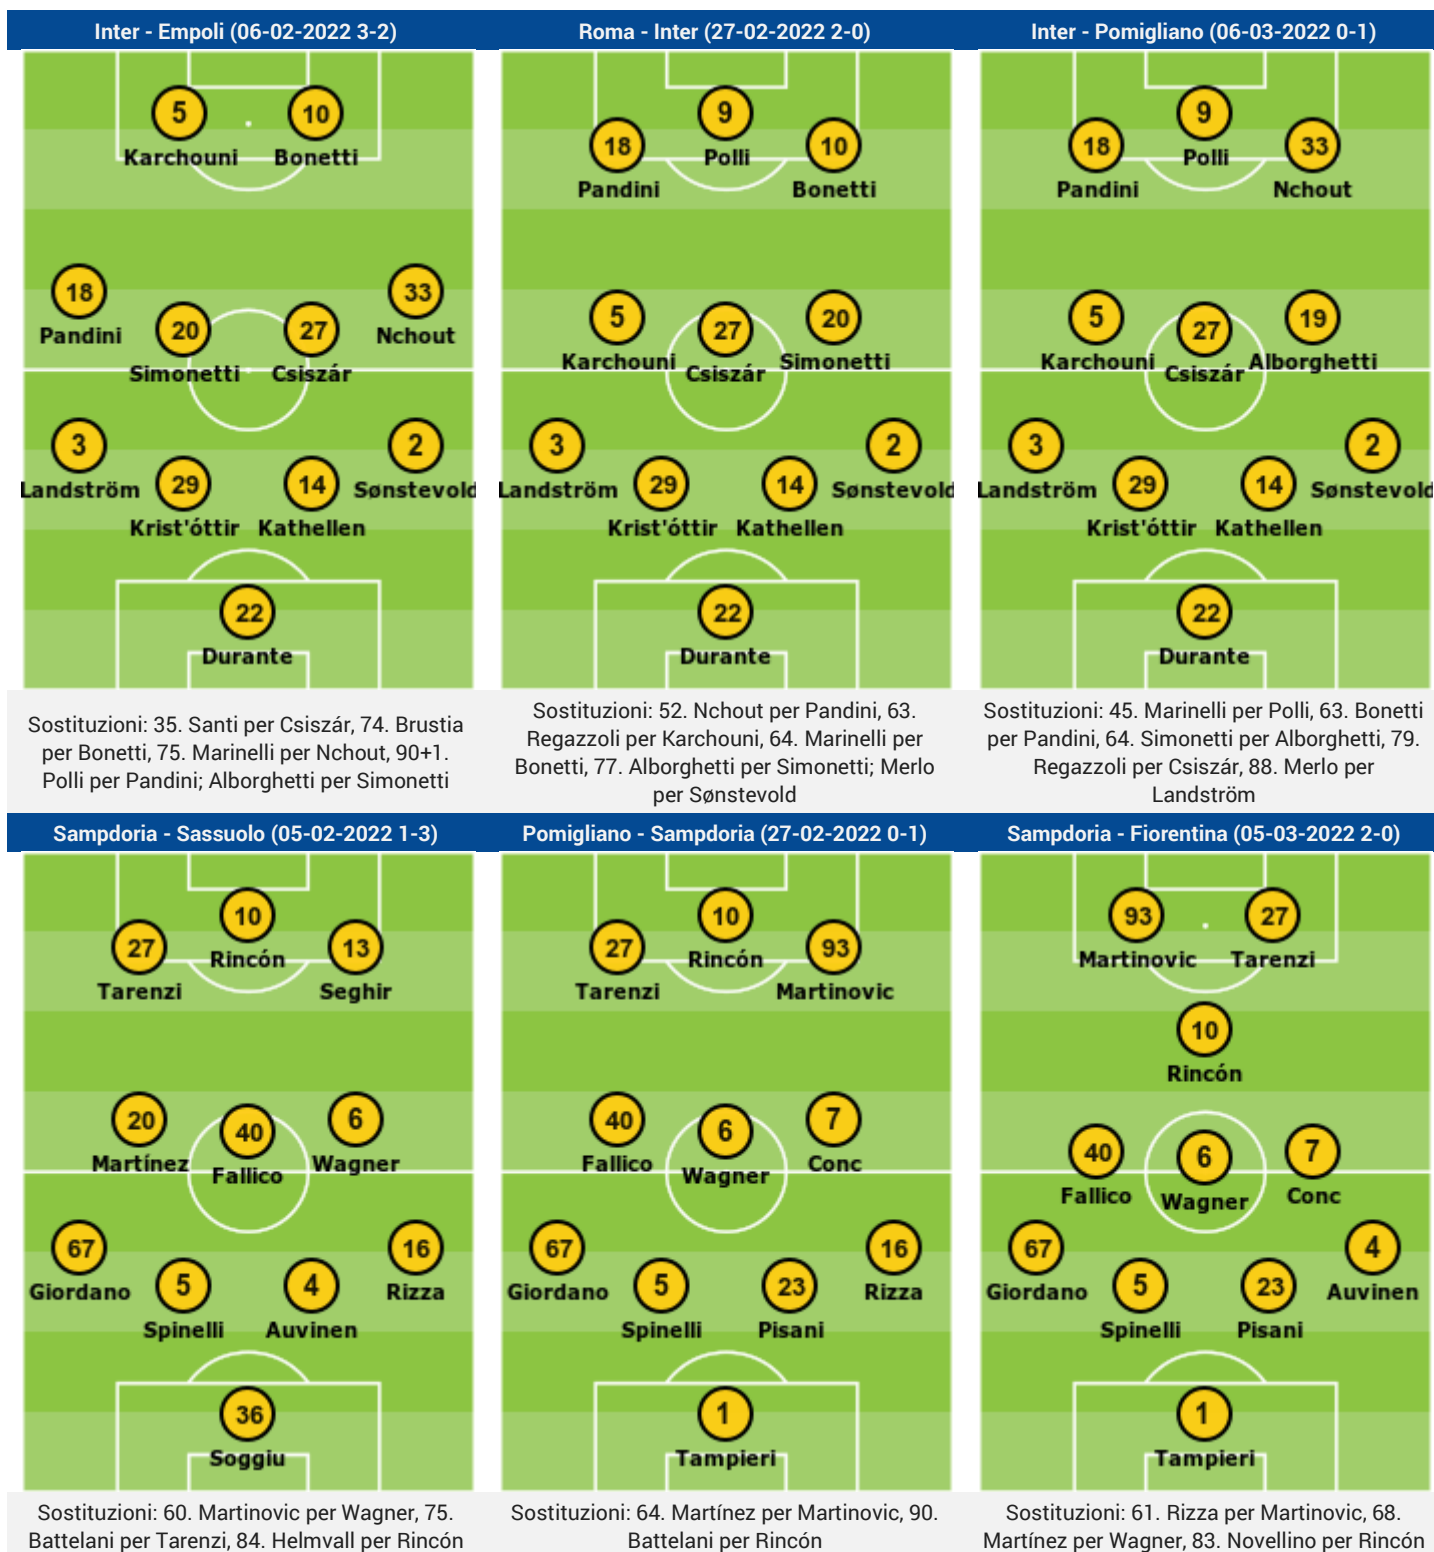 Inter - Empoli (06-02-2022 3-2)
5 10
Karchouni Bonetti
18 33
Pandini 20 27 Nchout
Simonetti Csiszár
3 2
Landström 29 14 Sønstevold
Krist'óttir Kathellen
22
Durante
Sostituzioni: 35. Santi per Csiszár, 74. Brustia
per Bonetti, 75. Marinelli per Nchout, 90+1.
Polli per Pandini; Alborghetti per Simonetti
Roma - Inter (27-02-2022 2-0)
9
18 Polli 10
Pandini Bonetti
5 27 20
Karchouni Csiszár Simonetti
3 2
Landström 29 14 Sønstevold
Krist'óttir Kathellen
22
Durante
Sostituzioni: 52. Nchout per Pandini, 63.
Regazzoli per Karchouni, 64. Marinelli per
Bonetti, 77. Alborghetti per Simonetti; Merlo
per Sønstevold
Inter - Pomigliano (06-03-2022 0-1)
9
18 Polli 33
Pandini Nchout
5 27 19
Karchouni Csiszár Alborghetti
3 2
Landström 29 14 Sønstevold
Krist'óttir Kathellen
22
Durante
Sostituzioni: 45. Marinelli per Polli, 63. Bonetti
per Pandini, 64. Simonetti per Alborghetti, 79.
Regazzoli per Csiszár, 88. Merlo per
Landström
Sampdoria - Sassuolo (05-02-2022 1-3)
10
27 Rincón 13
Tarenzi Seghir
20 40 6
Martínez Fallico Wagner
67 16
Giordano 5 4 Rizza
Spinelli Auvinen
36
Soggiu
Sostituzioni: 60. Martinovic per Wagner, 75.
Battelani per Tarenzi, 84. Helmvall per Rincón
Pomigliano - Sampdoria (27-02-2022 0-1)
10
27 Rincón 93
Tarenzi Martinovic
40 6 7
Fallico Wagner Conc
67 16
Giordano 5 23 Rizza
Spinelli Pisani
1
Tampieri
Sostituzioni: 64. Martínez per Martinovic, 90.
Battelani per Rincón
Sampdoria - Fiorentina (05-03-2022 2-0)
93 27
Martinovic Tarenzi
10
Rincón
40 6 7
Fallico Wagner Conc
67 4
Giordano 5 23 Auvinen
Spinelli Pisani
1
Tampieri
Sostituzioni: 61. Rizza per Martinovic, 68.
Martínez per Wagner, 83. Novellino per Rincón